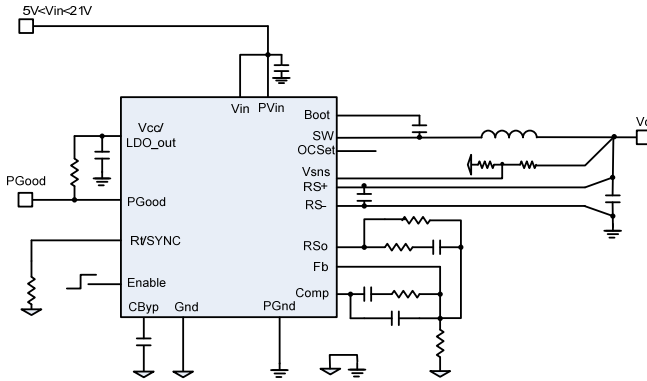 5V<Vin<21V
Vin PVin
Vcc/
LDO_out
Boot
SW
OCSet
Vsns
RS+
RS-
PGood
PGood
Rt/SYNC
RSo
Fb
Enable
Comp
CByp Gnd PGnd